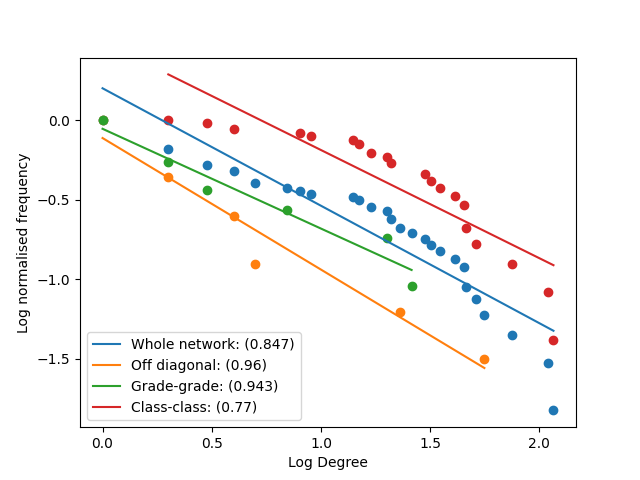 0.0
−0.5
−1.0
−1.5
Log normalised frequency
Whole network: (0.847)
Off diagonal: (0.96)
Grade-grade: (0.943)
Class-class: (0.77)
0.0 0.5 1.0 1.5 2.0
Log Degree